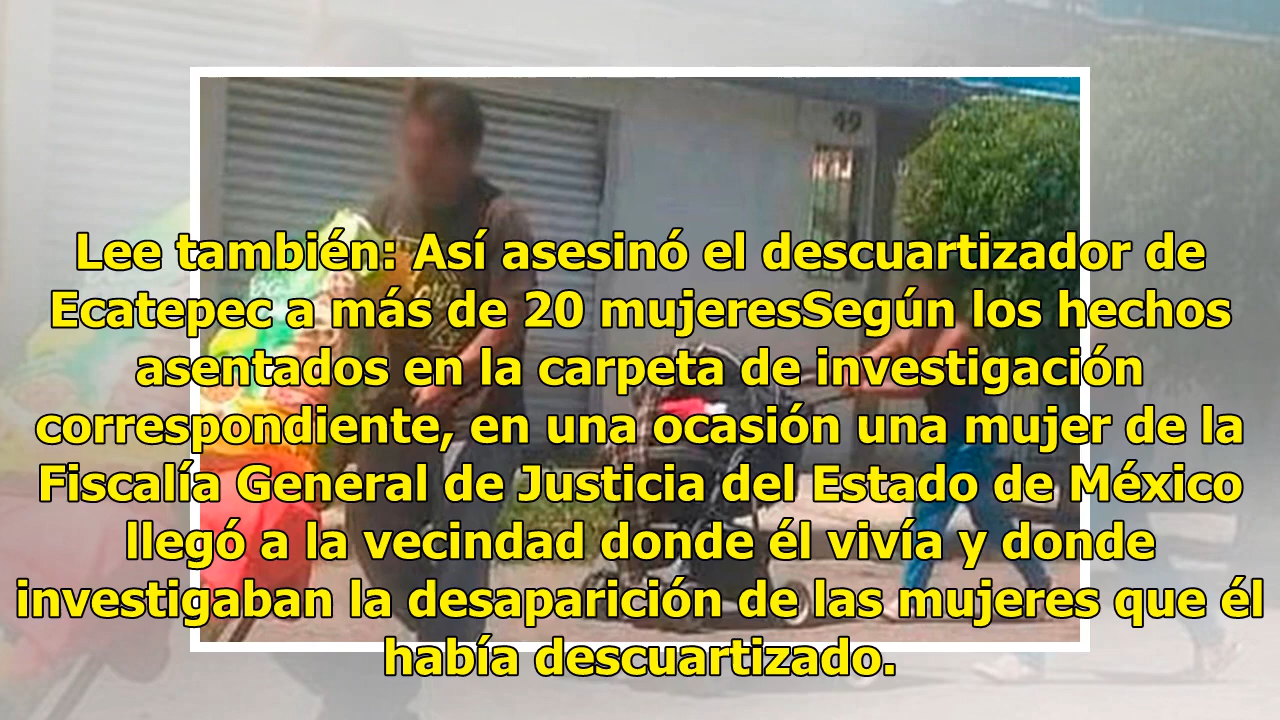 49
Lee también: Así asesinó el descuartizador de
Ecatepec a más de 20 mujeresSegún los hechos
asentados en la carpeta de investigación
correspondiente, en una ocasión una mujer de la
Fiscalía General de Justicia del Estado de México
llegó a la vecindad donde él vivía y donde
investigaban la desaparición de las mujeres que él
había descuartizado.